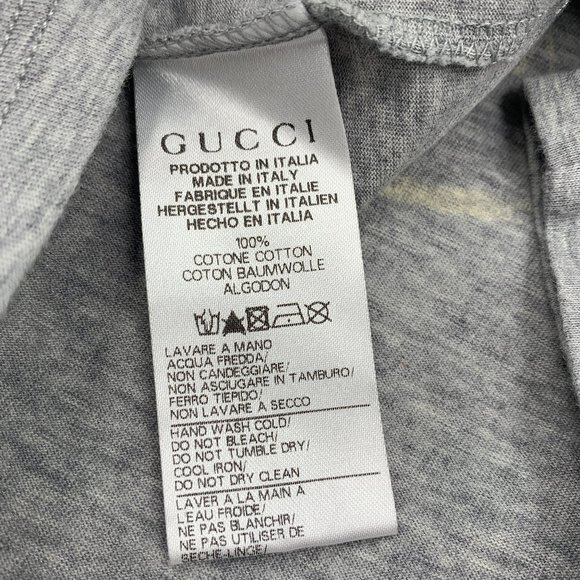 GUCCI
PRODOTTO IN ITALIA
MADE IN ITALY
FABRIQUE EN ITALIE
HERGESTELLT IN ITALIEN
HECHO EN ITALIA
100%
COTONE COTTON
COTON BAUMWOLLE
ALGODON
LAVARE A MANO
ACQUA FREDDA/
NON CANDEGGIARE/
NON ASCIUGARE IN TAMBURO/
FERRO TIEPIDO/
NON LAVARE A SECCO
HAND WASH COLD/
DO NOT BLEACH/
DO NOT TUMBLE DRY/
COOL IRON/
DO NOT DRY CLEAN
LAVER A LA MAIN A
LEAU FROIDE/
NE PAS BLANCHIR/
NE PAS UTILISER DE
SECHE-LINGE/